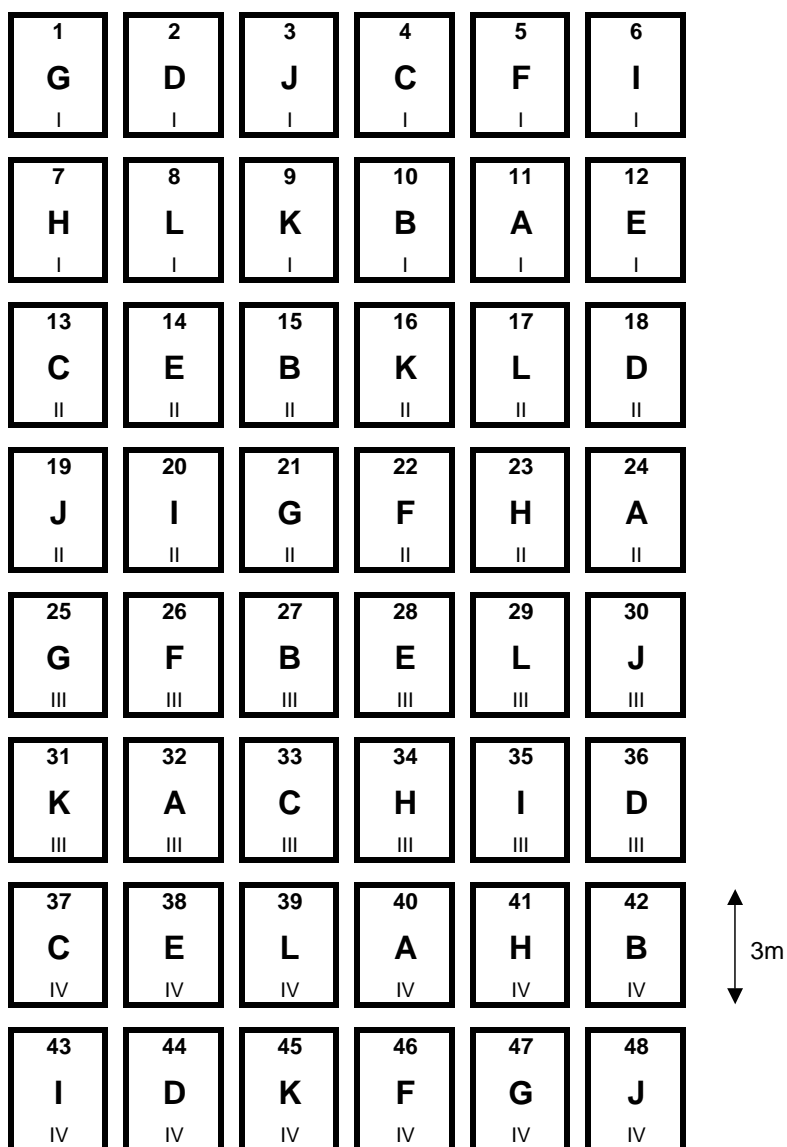 1 2 3 4 5 6
G D J C F I
I I I I I I
7 8 9 10 11 12
H L K B A E
I I I I I I
13 14 15 16 17 18
C E B K L D
II II II II II II
19 20 21 22 23 24
J I G F H A
II II II II II II
25 26 27 28 29 30
G F B E L J
III III III III III III
31 32 33 34 35 36
K A C H I D
III III III III III III
37 38 39 40 41 42
C E L A H B
3m
IV IV IV IV IV IV
43 44 45 46 47 48
I D K F G J
IV IV IV IV IV IV